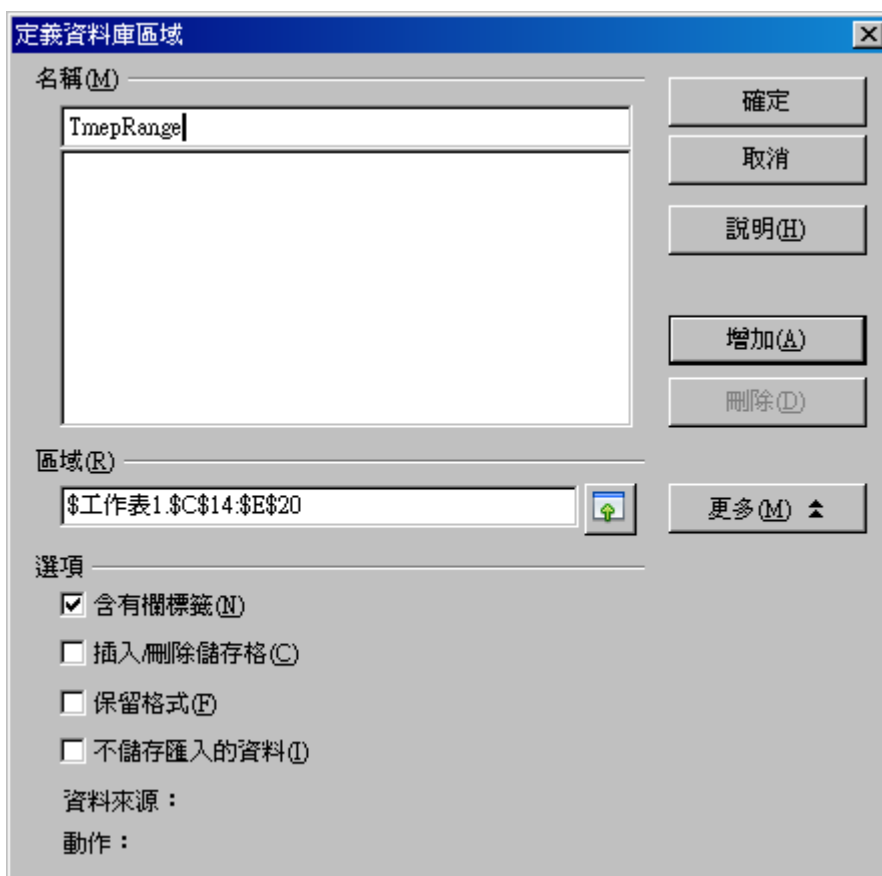 定義資料庫區域
名稱(M)
TmepRange
確定
取消
說明(H)
增加(A)
刪除(D)
區域(R)
$工作表1.$C$14:$E$20
更多(M)
選項
含有欄標籤(N)
插入/刪除儲存格(C)
保留格式(F)
不儲存匯入的資料(I)
資料來源：
動作：